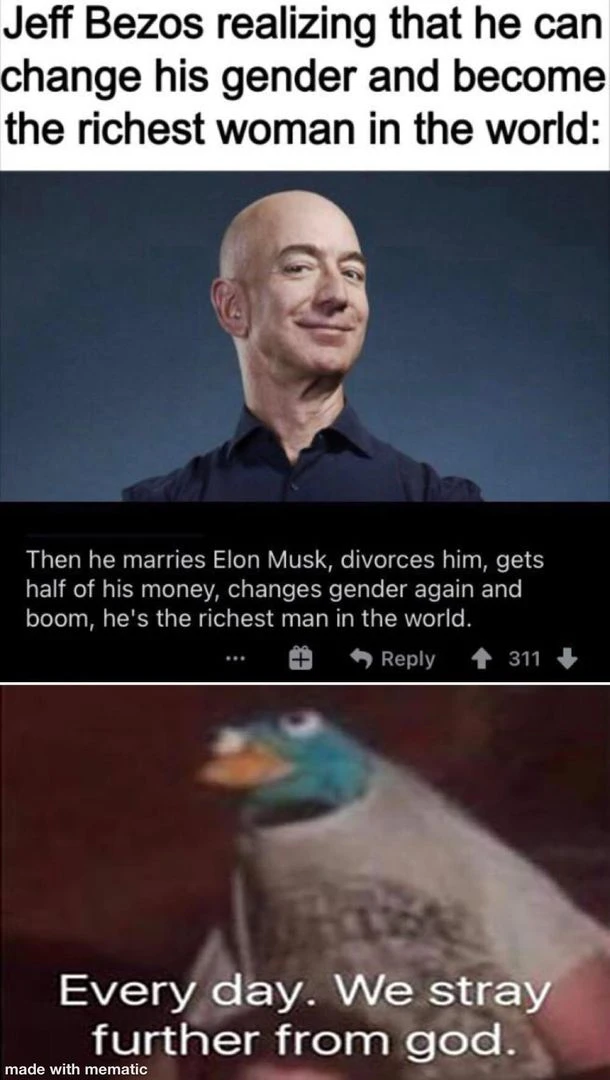 Jeff Bezos realizing that he can
change his gender and become
the richest woman in the world:
Then he marries Elon Musk, divorces him, gets
half of his money, changes gender again and
boom, he's the richest man in the world.
... Reply 311
Every day. We stray
further from god.
made with mematic